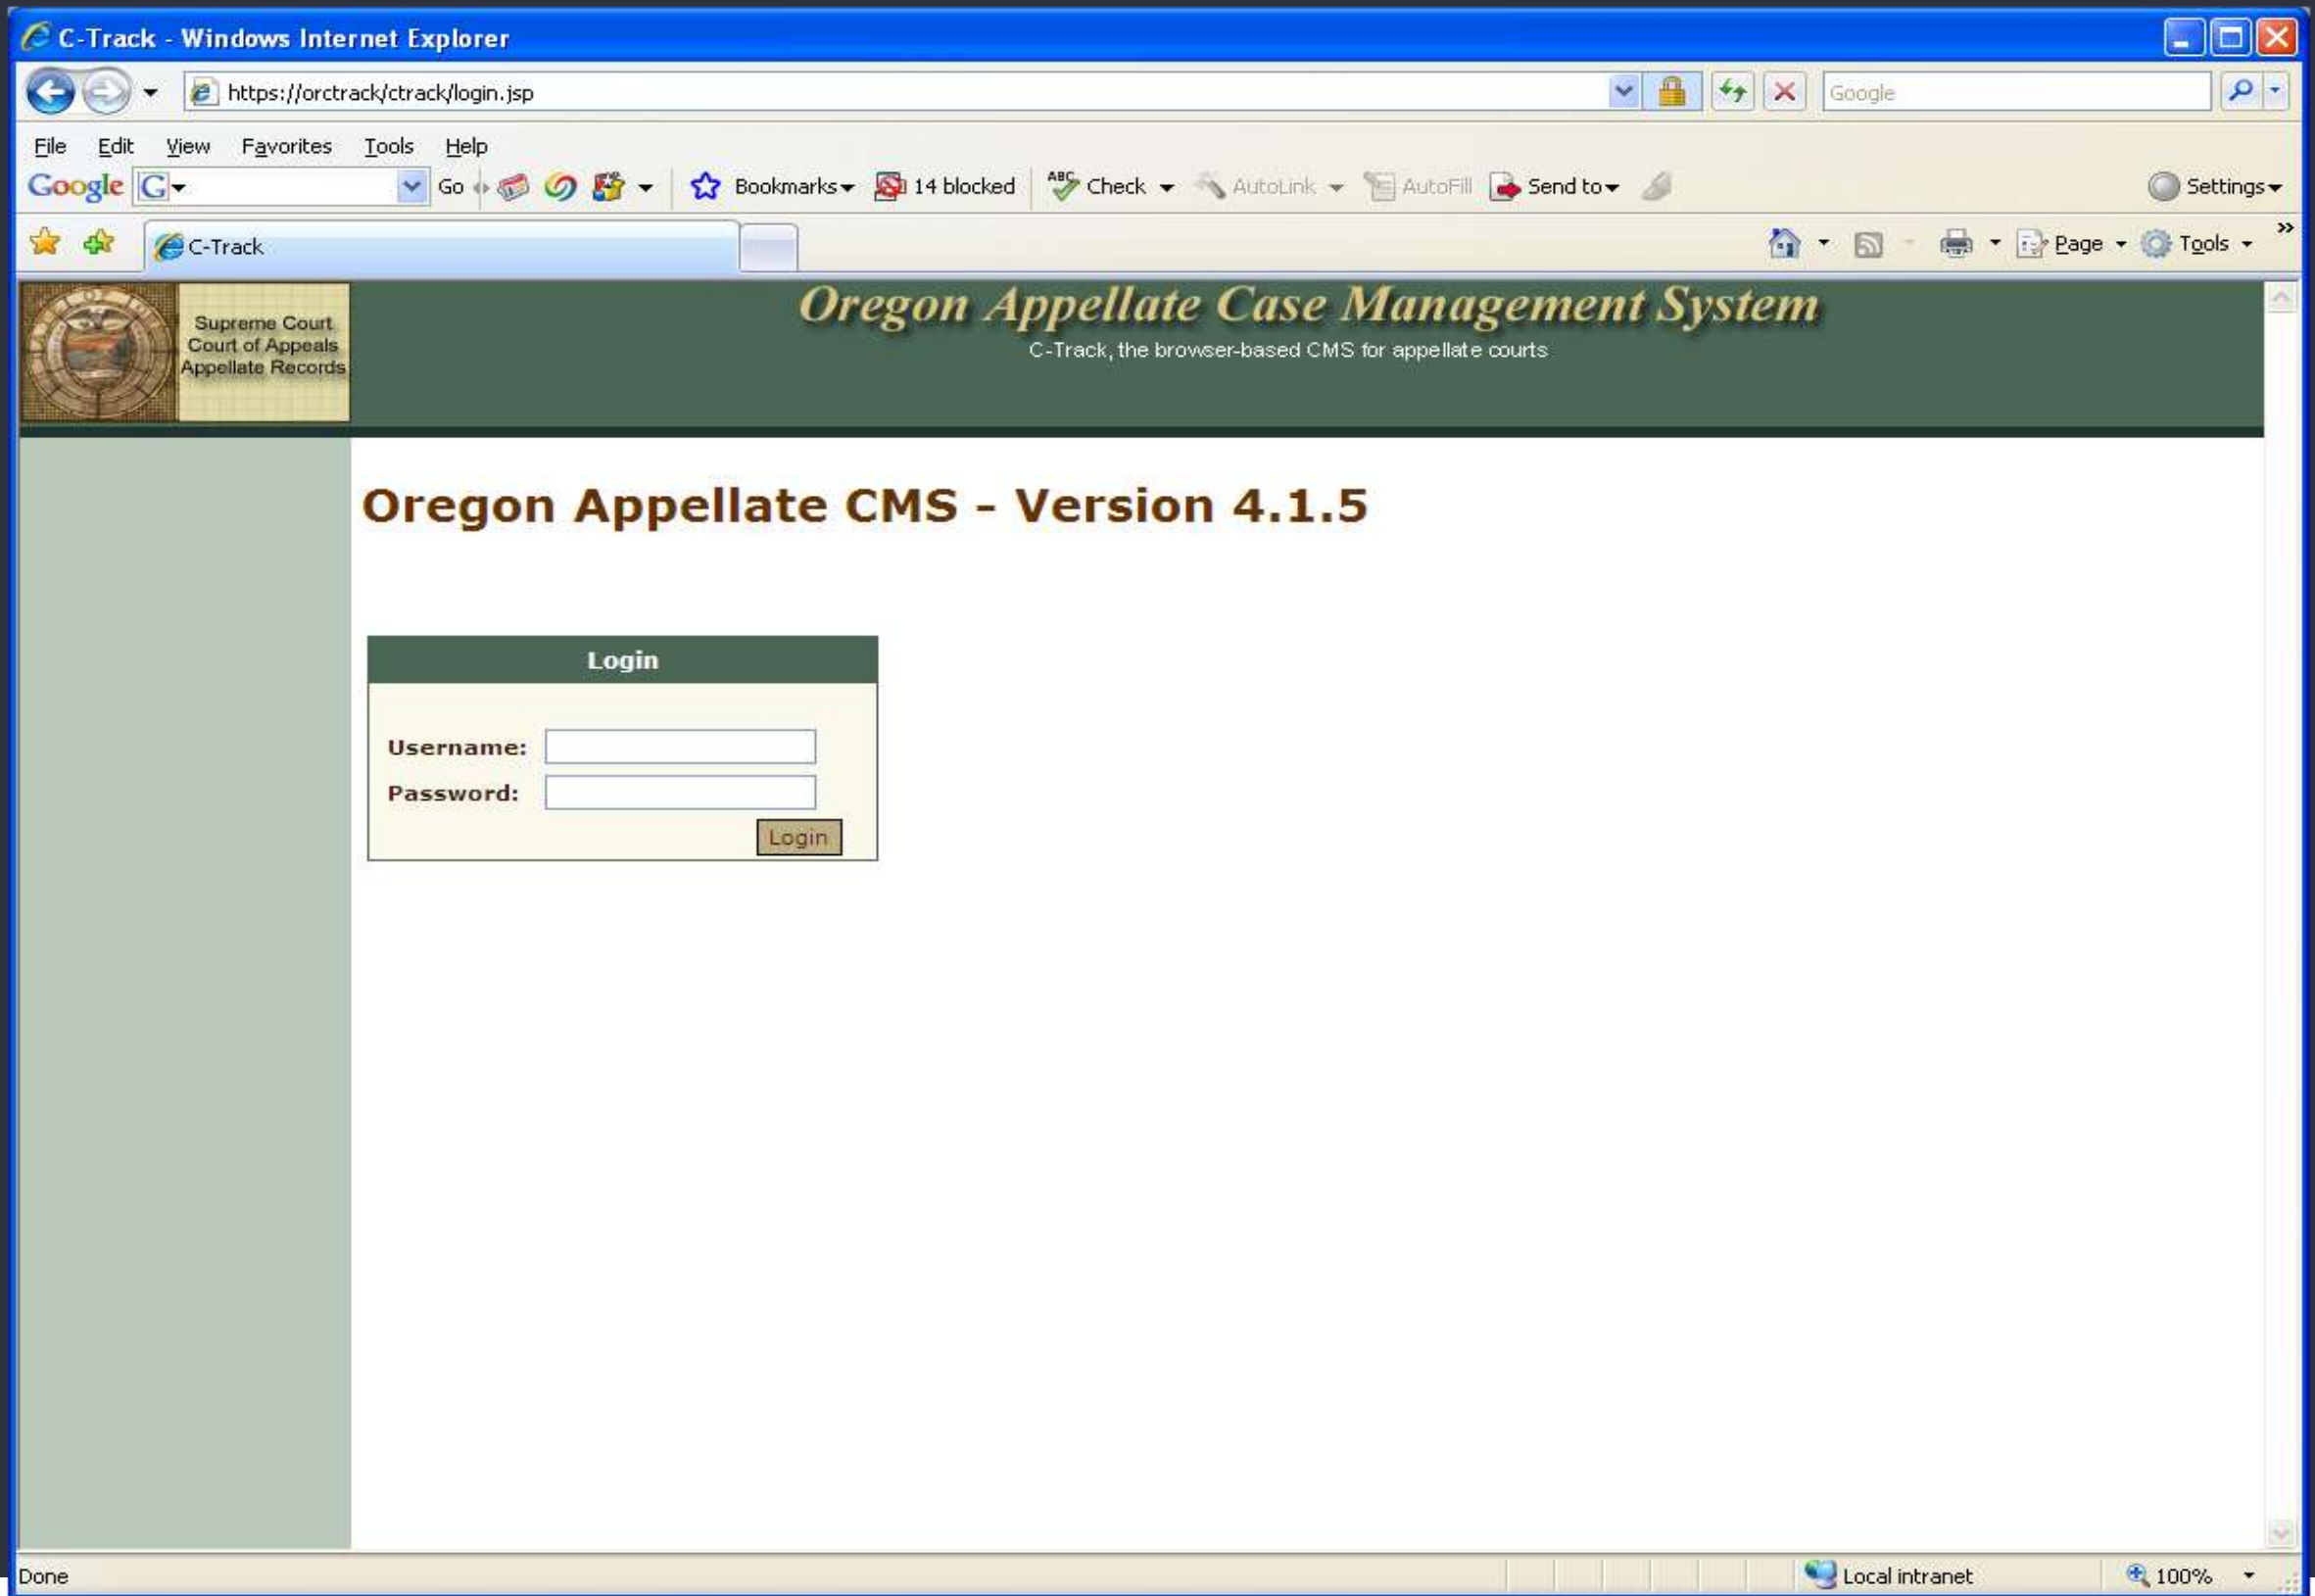 C-Track - Windows Internet Explorer
https://orctrack/ctrack/login.jsp
Google
File Edit View Favorites Tools Help
Google G Go Bookmarks 14 blocked ABC Check AutoLink AutoFill Send to Settings
C-Track
Page Tools »
Supreme Court
Court of Appeals
Appellate Records
Oregon Appellate Case Management System
C-Track, the browser-based CMS for appellate courts
Oregon Appellate CMS - Version 4.1.5
Login
Username:
Password:
Login
Done Local intranet 100%